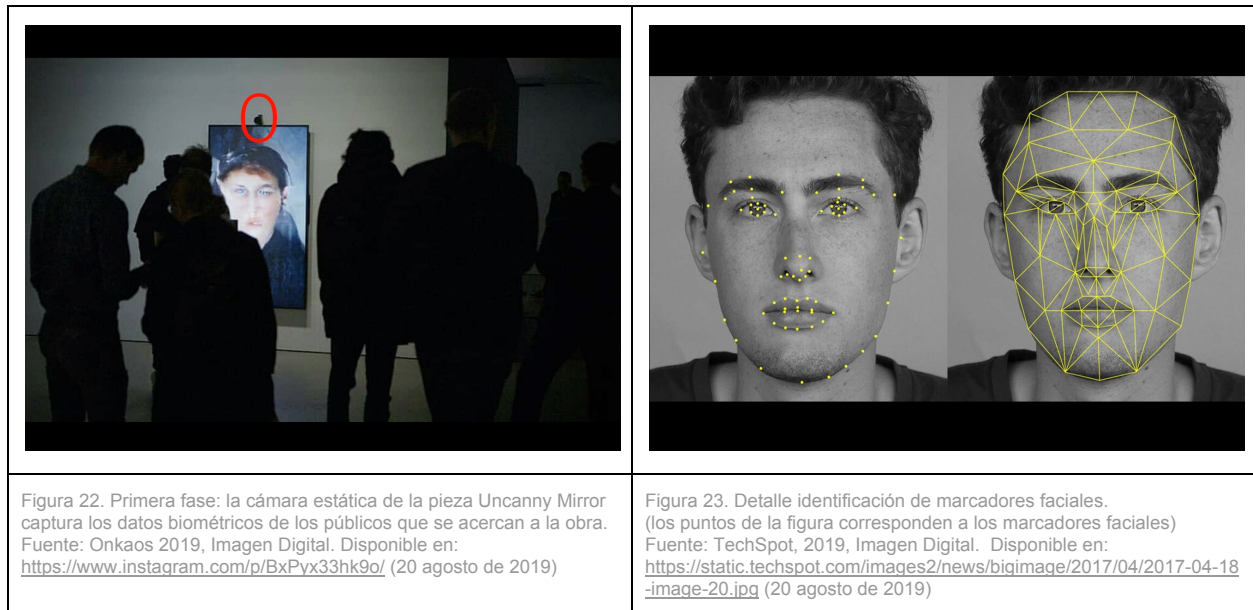 Figura 22. Primera fase: la cámara estática de la pieza Uncanny Mirror
captura los datos biométricos de los públicos que se acercan a la obra.
Fuente: Onkaos 2019, Imagen Digital. Disponible en:
https://www.instagram.com/p/BxPyx33hk9o/ (20 agosto de 2019)
Figura 23. Detalle identificación de marcadores faciales.
(los puntos de la figura corresponden a los marcadores faciales)
Fuente: TechSpot, 2019, Imagen Digital.  Disponible en:
https://static.techspot.com/images2/news/bigimage/2017/04/2017-04-18
-image-20.jpg (20 agosto de 2019)